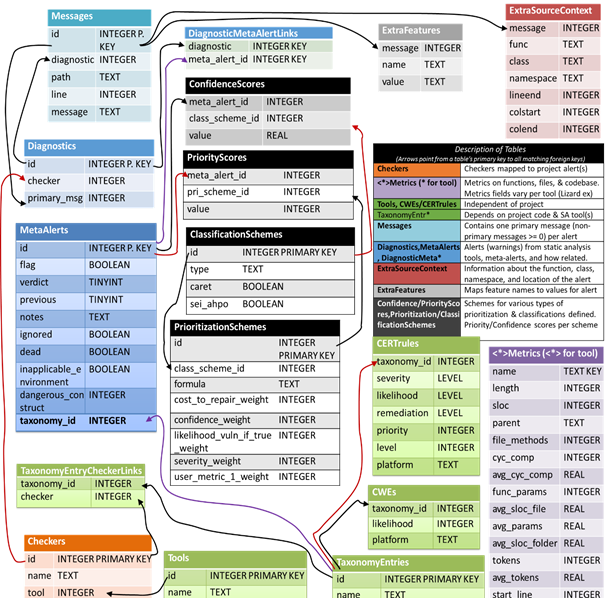 Messages
id INTEGER P. KEY
diagnostic INTEGER
path TEXT
line INTEGER
message TEXT
DiagnosticMetaAlertLinks
diagnostic INTEGER KEY
meta_alert_id INTEGER KEY
ExtraFeatures
message INTEGER
name TEXT
value TEXT
ExtraSourceContext
message INTEGER
func TEXT
class TEXT
namespace TEXT
lineend INTEGER
colstart INTEGER
colend INTEGER
ConfidenceScores
meta_alert_id INTEGER
class_scheme_id INTEGER
value REAL
Diagnostics
id INTEGER P. KEY
checker INTEGER
primary_msg INTEGER
PriorityScores
meta_alert_id INTEGER
pri_scheme_id INTEGER
value INTEGER
Description of Tables
(Arrows point from a table's primary key to all matching foreign keys)
Checkers Checkers mapped to project alert(s)
<*>Metrics (* for tool) Metrics on functions, files, & codebase.
Metrics fields vary per tool (Lizard ex)
Tools, CWEs/CERTrules Independent of project
TaxonomyEntr* Depends on project code & SA tool(s)
Messages Contains one primary message (non-
primary messages >= 0) per alert
Diagnostics,MetaAlerts Alerts (warnings) from static analysis
, DiagnosticMeta* tools, meta-alerts, and how related.
ExtraSourceContext Information about the function, class,
namespace, and location of the alert
ExtraFeatures Maps feature names to values for alert
Confidence/PrioritySco Schemes for various types of
res,Prioritization/Classi prioritization & classifications defined.
ficationSchemes Priority/Confidence scores per scheme
MetaAlerts
id INTEGER P. KEY
flag BOOLEAN
verdict TINYINT
previous TINYINT
notes TEXT
ignored BOOLEAN
dead BOOLEAN
inapplicable_e BOOLEAN
nvironment
dangerous_con INTEGER
struct
taxonomy_id INTEGER
ClassificationSchemes
id INTEGER PRIMARY KEY
type TEXT
caret BOOLEAN
sei_ahpo BOOLEAN
PrioritizationSchemes
id INTEGER
PRIMARY KEY
class_scheme_id INTEGER
formula TEXT
cost_to_repair_weight INTEGER
confidence_weight INTEGER
likelihood_vuln_if_true INTEGER
_weight
severity_weight INTEGER
user_metric_1_weight INTEGER
CERTrules
taxonomy_id INTEGER
severity LEVEL
likelihood LEVEL
remediation LEVEL
priority INTEGER
level INTEGER
platform TEXT
<*>Metrics (<*> for tool)
name TEXT KEY
length INTEGER
sloc INTEGER
parent TEXT
file_methods INTEGER
cyc_comp INTEGER
avg_cyc_comp REAL
func_params INTEGER
avg_sloc_file REAL
avg_params REAL
avg_sloc_folder REAL
tokens INTEGER
avg_tokens REAL
start_line INTEGER
TaxonomyEntryCheckerLinks
taxonomy_id INTEGER
checker INTEGER
CWEs
taxonomy_id INTEGER
likelihood INTEGER
platform TEXT
Checkers
id INTEGER PRIMARY KEY
name TEXT
tool INTEGER
Tools
id INTEGER PRIMARY KEY
name TEXT
TaxonomyEntries
id INTEGER PRIMARY KEY
name TEXT